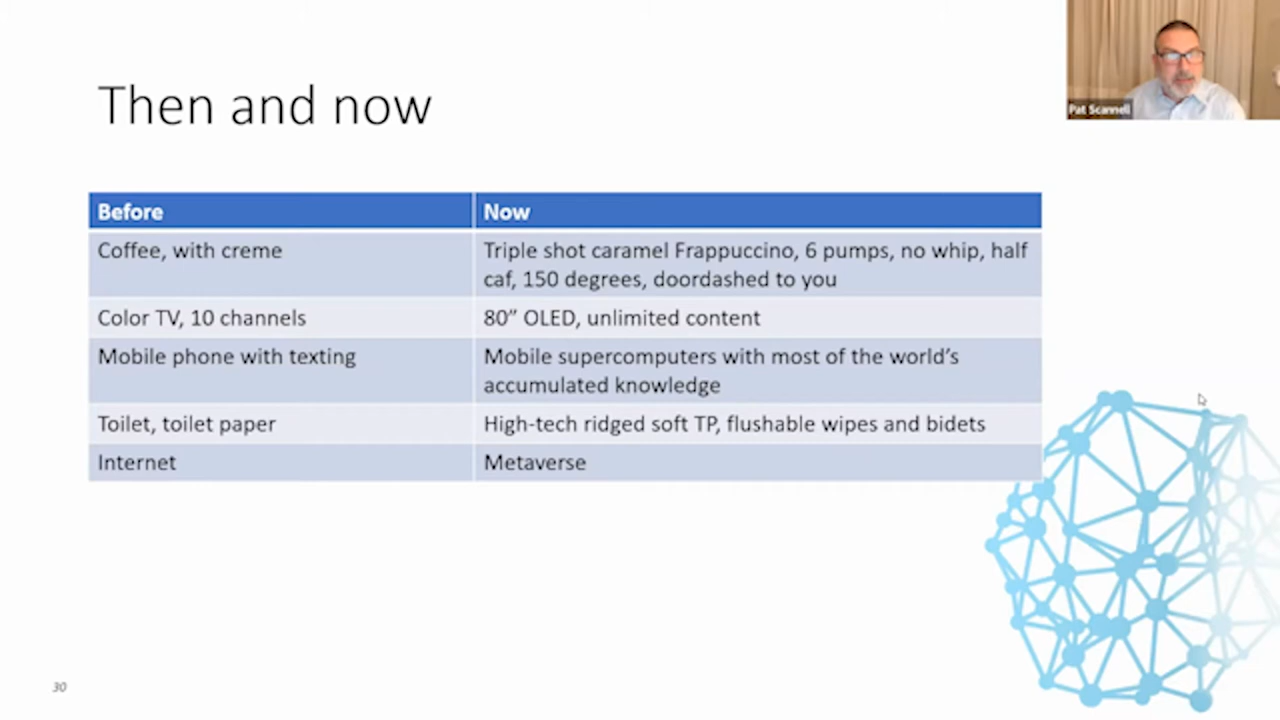 Pat Scannell
Then and now
Before
Now
Coffee, with creme
Triple shot caramel Frappuccino, 6 pumps, no whip, half
caf, 150 degrees, doordashed to you
Color TV, 10 channels
80” OLED, unlimited content
Mobile phone with texting
Mobile supercomputers with most of the world’s
accumulated knowledge
Toilet, toilet paper
High-tech ridged soft TP, flushable wipes and bidets
Internet
Metaverse
30